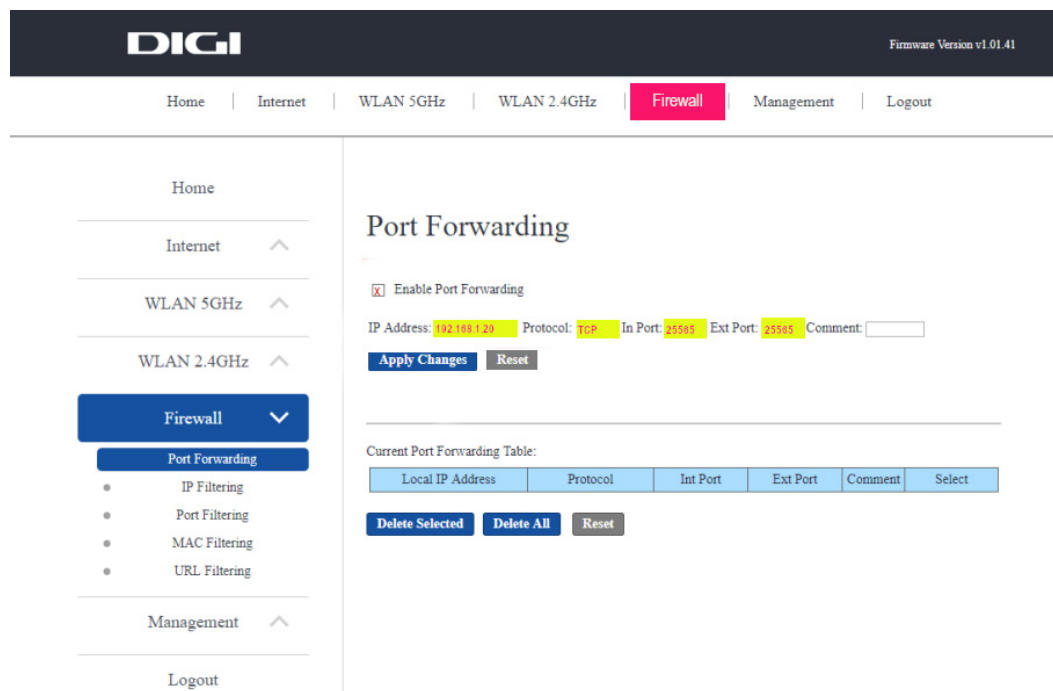 DIGI
Firmware Version v1.01.41
Home | Internet | WLAN 5GHz | WLAN 2.4GHz | Firewall | Management | Logout
Home
Internet
WLAN 5GHz
WLAN 2.4GHz
Firewall
Port Forwarding
IP Filtering
Port Filtering
MAC Filtering
URL Filtering
Management
Logout
Port Forwarding
X Enable Port Forwarding
IP Address: 192.168.1.20 Protocol: TCP In Port: 25565 Ext Port: 25565 Comment:
Apply Changes Reset
Current Port Forwarding Table:
Local IP Address Protocol Int Port Ext Port Comment Select
Delete Selected Delete All Reset